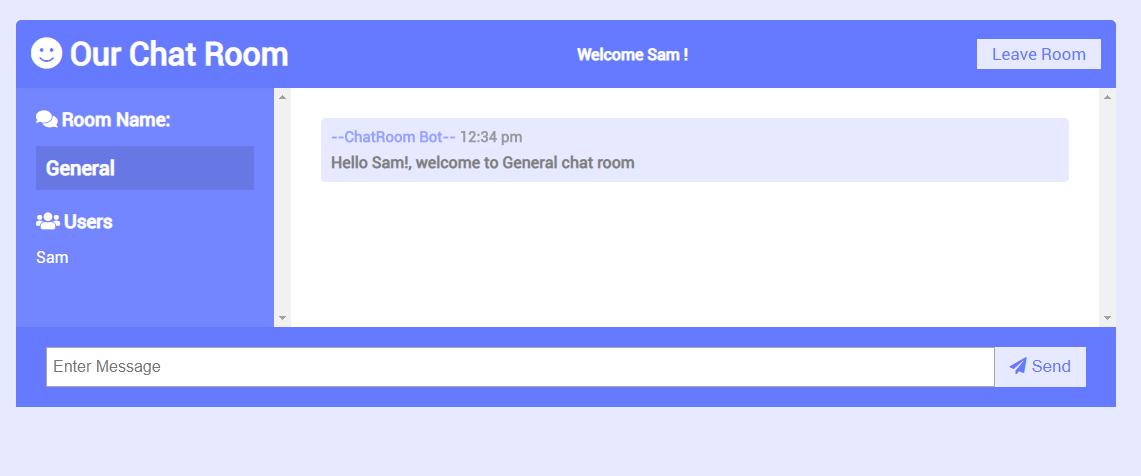 Our Chat Room
Welcome Sam !
Leave Room
Room Name:
General
Users
Sam
--ChatRoom Bot-- 12:34 pm
Hello Sam!, welcome to General chat room
Enter Message
Send